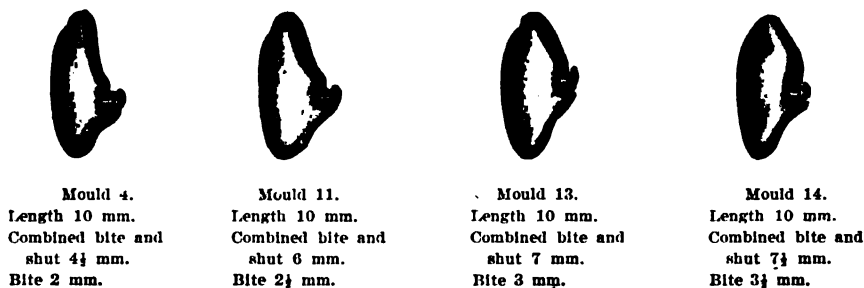 Mould 4.
Length 10 mm.
Combined bite and
shut 4½ mm.
Bite 2 mm.
Mould 11.
Length 10 mm.
Combined bite and
shut 6 mm.
Bite 2½ mm.
Mould 13.
Length 10 mm.
Combined bite and
shut 7 mm.
Bite 3 mm.
Mould 14.
Length 10 mm.
Combined bite and
shut 7½ mm.
Bite 3½ mm.